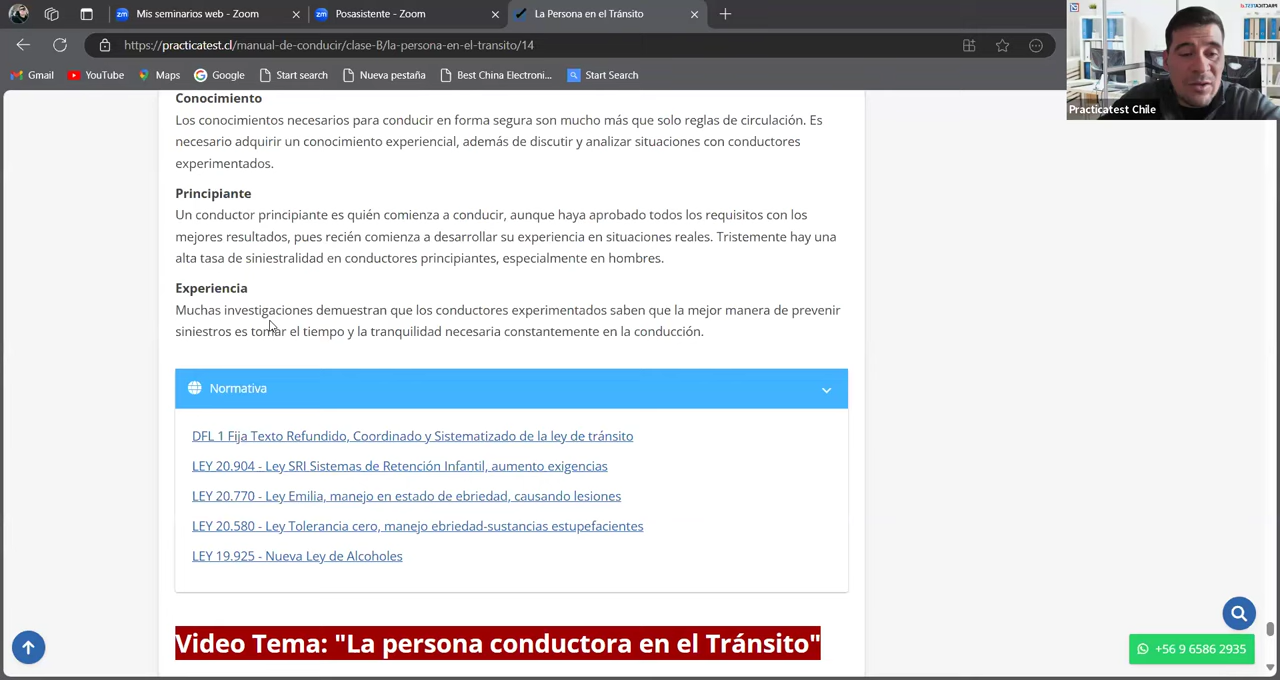 Mis seminarios web - Zoom
Posasistente - Zoom
La Persona en el Tránsito
https://practicatest.cl/manual-de-conducir/clase-B/la-persona-en-el-transito/14
Gmail
YouTube
Maps
Google
Start search
Nueva pestaña
Best China Electroni...
Start Search
Practicatest Chile
Conocimiento
Los conocimientos necesarios para conducir en forma segura son mucho más que solo reglas de circulación. Es
necesario adquirir un conocimiento experiencial, además de discutir y analizar situaciones con conductores
experimentados.
Principiante
Un conductor principiante es quién comienza a conducir, aunque haya aprobado todos los requisitos con los
mejores resultados, pues recién comienza a desarrollar su experiencia en situaciones reales. Tristemente hay una
alta tasa de siniestralidad en conductores principiantes, especialmente en hombres.
Experiencia
Muchas investigaciones demuestran que los conductores experimentados saben que la mejor manera de prevenir
siniestros es tomar el tiempo y la tranquilidad necesaria constantemente en la conducción.
Normativa
DFL 1 Fija Texto Refundido, Coordinado y Sistematizado de la ley de tránsito
LEY 20.904 - Ley SRI Sistemas de Retención Infantil, aumento exigencias
LEY 20.770 - Ley Emilia, manejo en estado de ebriedad, causando lesiones
LEY 20.580 - Ley Tolerancia cero, manejo ebriedad-sustancias estupefacientes
LEY 19.925 - Nueva Ley de Alcoholes
Video Tema: "La persona conductora en el Tránsito"
+56 9 6586 2935